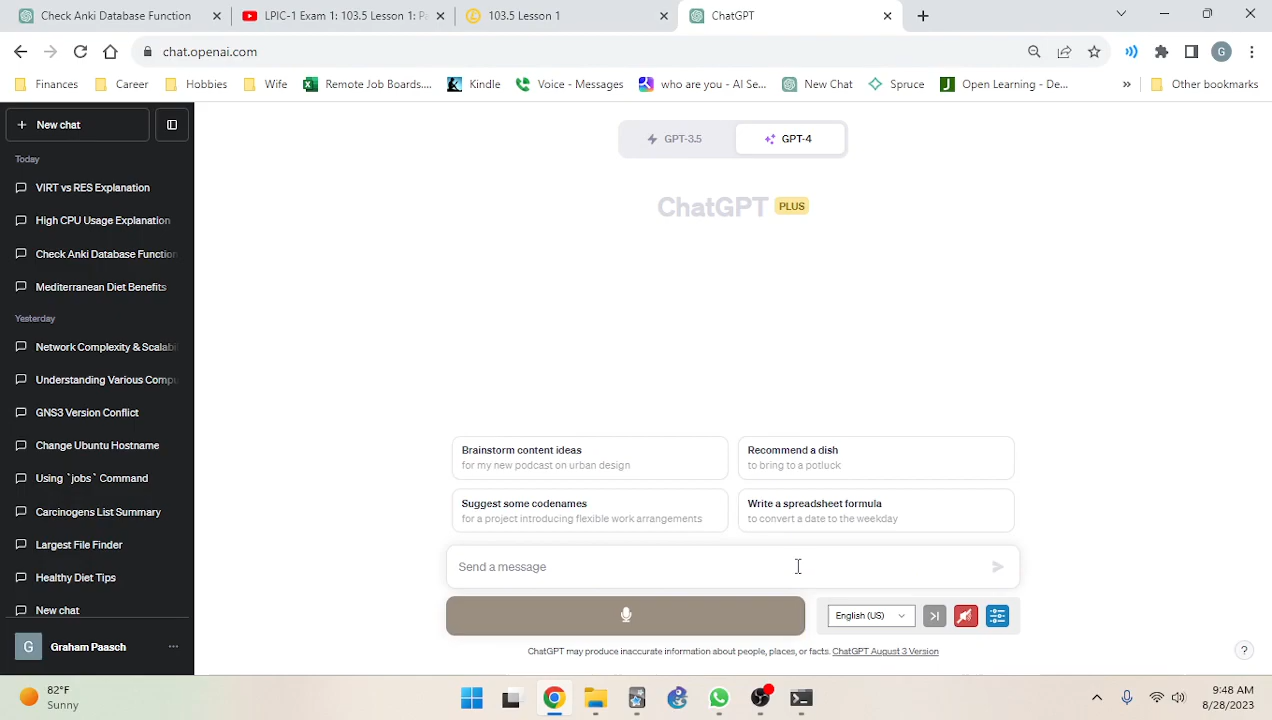 Check Anki Database Function
LPIC-1 Exam 1: 103.5 Lesson 1: Pa
103.5 Lesson 1
ChatGPT
chat.openai.com
G
Finances
Career
Hobbies
Wife
Remote Job Boards....
Kindle
Voice - Messages
who are you - AI Se...
New Chat
Spruce
Open Learning - De...
»
Other bookmarks
+ New chat
Today
VIRT vs RES Explanation
High CPU Usage Explanation
Check Anki Database Function
Mediterranean Diet Benefits
Yesterday
Network Complexity & Scalabi
Understanding Various Compu
GNS3 Version Conflict
Change Ubuntu Hostname
Using `jobs` Command
Carcinogens List Summary
Largest File Finder
Healthy Diet Tips
New chat
G
Graham Paasch
...
GPT-3.5
GPT-4
ChatGPT PLUS
Brainstorm content ideas
for my new podcast on urban design
Recommend a dish
to bring to a potluck
Suggest some codenames
for a project introducing flexible work arrangements
Write a spreadsheet formula
to convert a date to the weekday
Send a message
English (US)
ChatGPT may produce inaccurate information about people, places, or facts. ChatGPT August 3 Version
?
82°F
Sunny
9:48 AM
8/28/2023